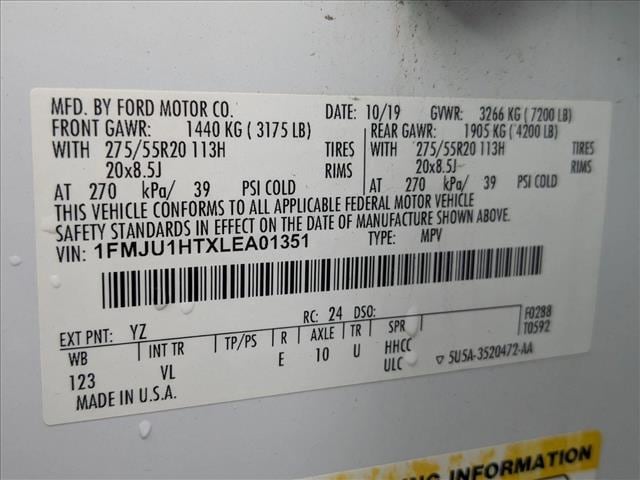 MFD. BY FORD MOTOR CO. DATE: 10/19 GVWR: 3266 KG ( 7200 LB)
FRONT GAWR: 1440 KG ( 3175 LB) REAR GAWR: 1905 KG ( 4200 LB)
WITH 275/55R20 113H TIRES WITH 275/55R20 113H TIRES
20x8.5J RIMS 20x8.5J RIMS
AT 270 kPa/ 39 PSI COLD AT 270 kPa/ 39 PSI COLD
THIS VEHICLE CONFORMS TO ALL APPLICABLE FEDERAL MOTOR VEHICLE
SAFETY STANDARDS IN EFFECT ON THE DATE OF MANUFACTURE SHOWN ABOVE.
VIN: 1FMJU1HTXLEA01351 TYPE: MPV
EXT PNT: YZ RC: 24 DSO: F0288
T0592
WB INT TR TP/PS R AXLE TR SPR
123 VL E 10 U HHCC
ULC ▽ 5U5A-3520472-AA
MADE IN U.S.A.
ING INFORMATION